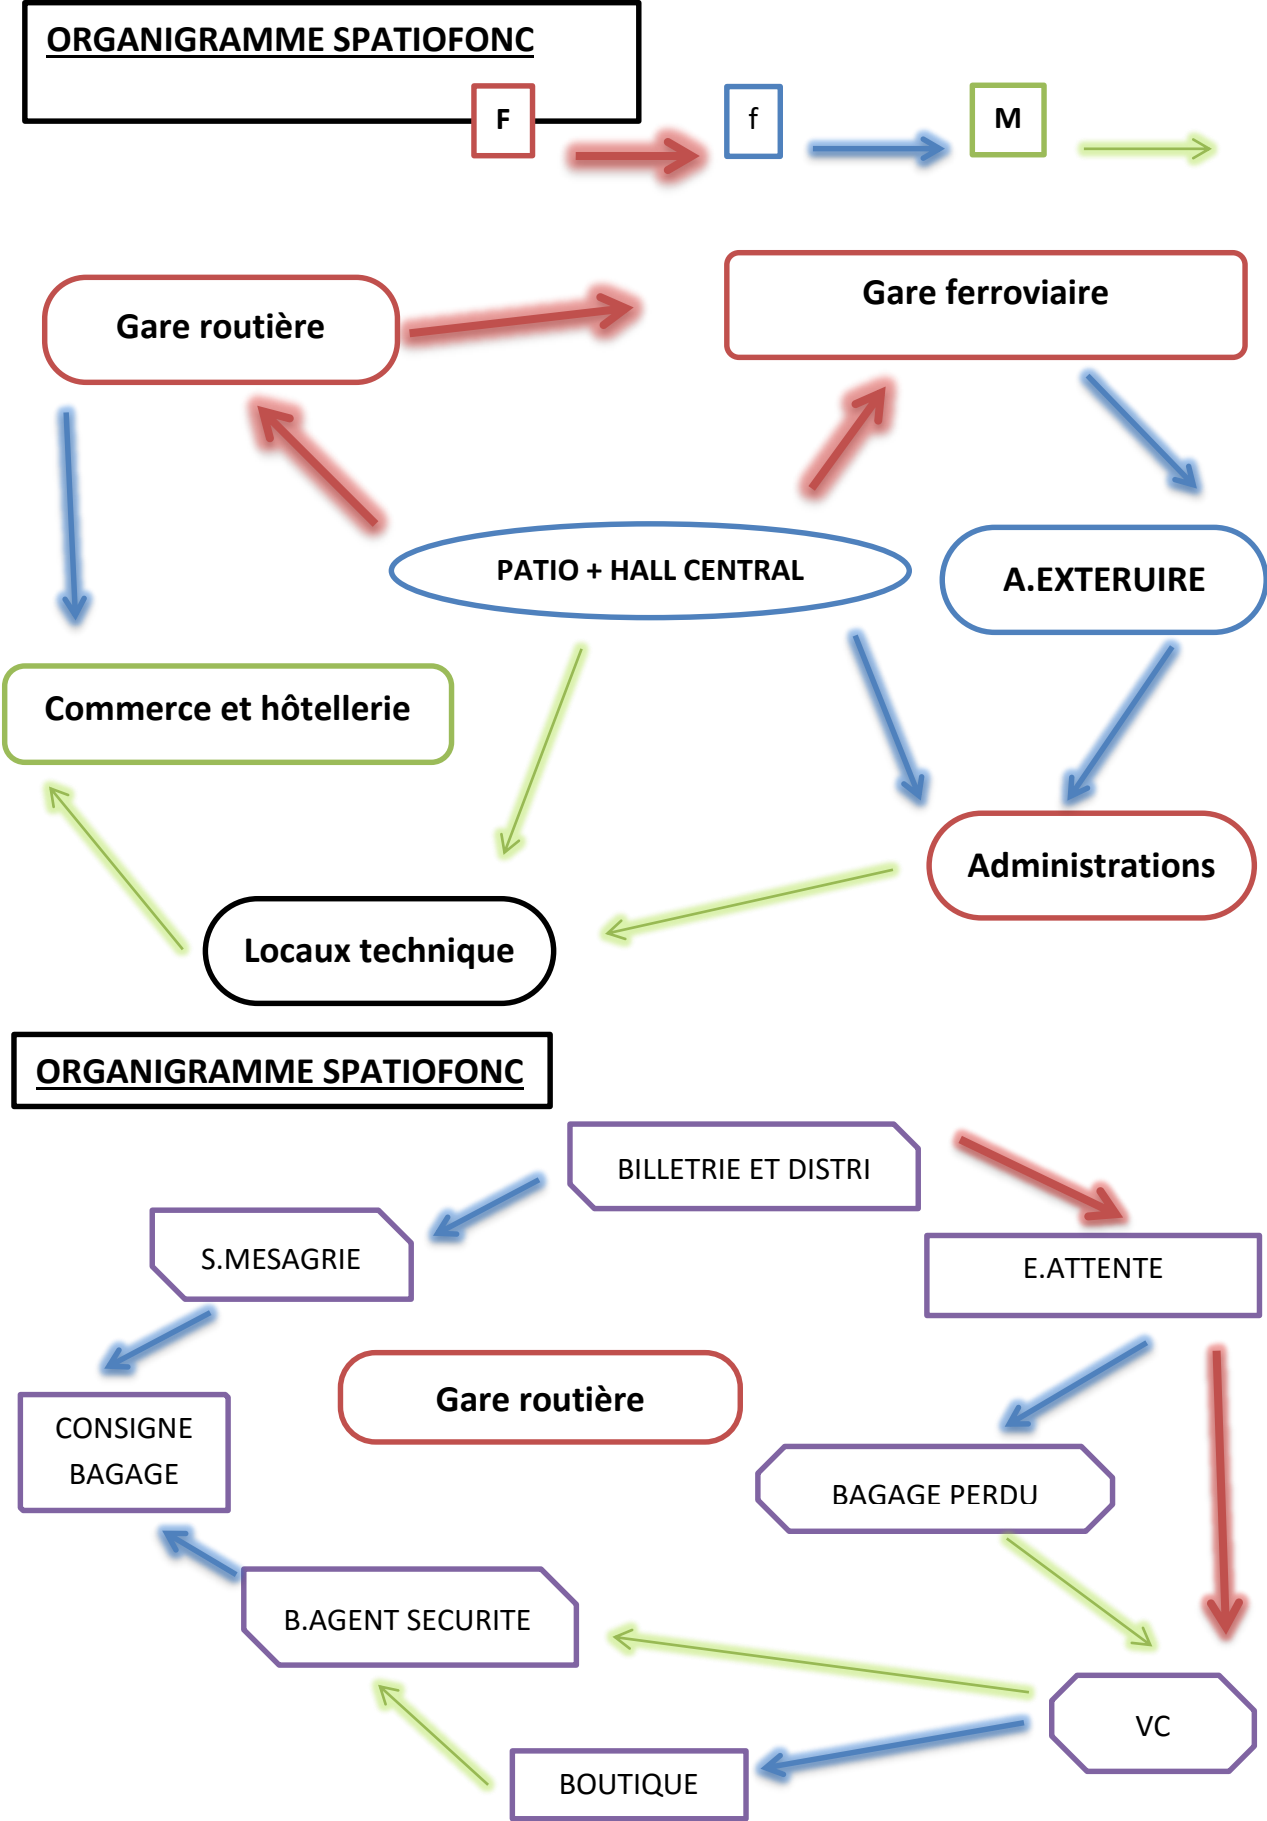 ORGANIGRAMME SPATIOFONC
F
f
M
Gare routière
Gare ferroviaire
PATIO + HALL CENTRAL
A.EXTERUIRE
Commerce et hôtellerie
Administrations
Locaux technique
ORGANIGRAMME SPATIOFONC
BILLETRIE ET DISTRI
S.MESAGRIE
E.ATTENTE
Gare routière
CONSIGNE
BAGAGE
BAGAGE PERDU
B.AGENT SECURITE
VC
BOUTIQUE